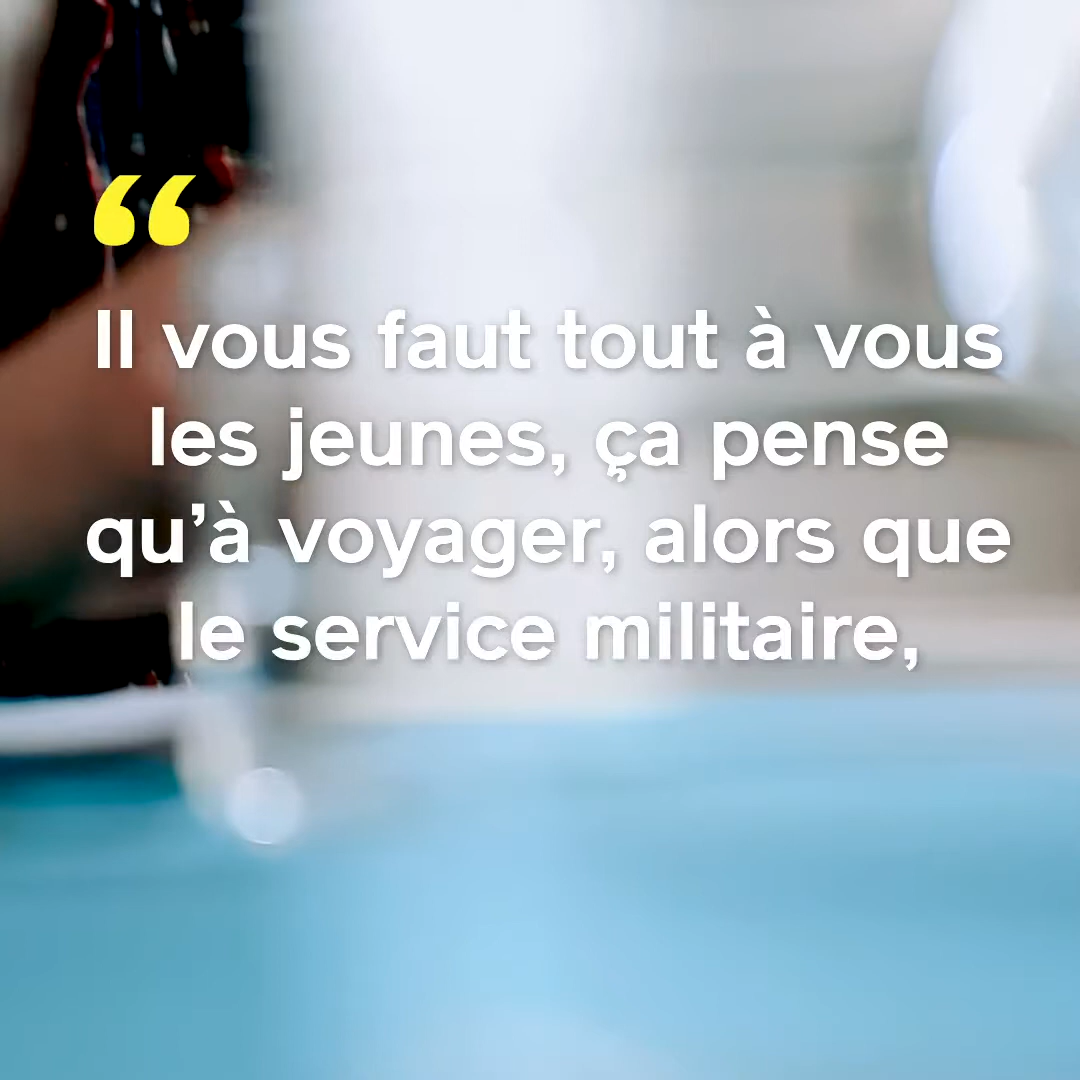 “
Il vous faut tout à vous
les jeunes, ça pense
qu’à voyager, alors que
le service militaire,